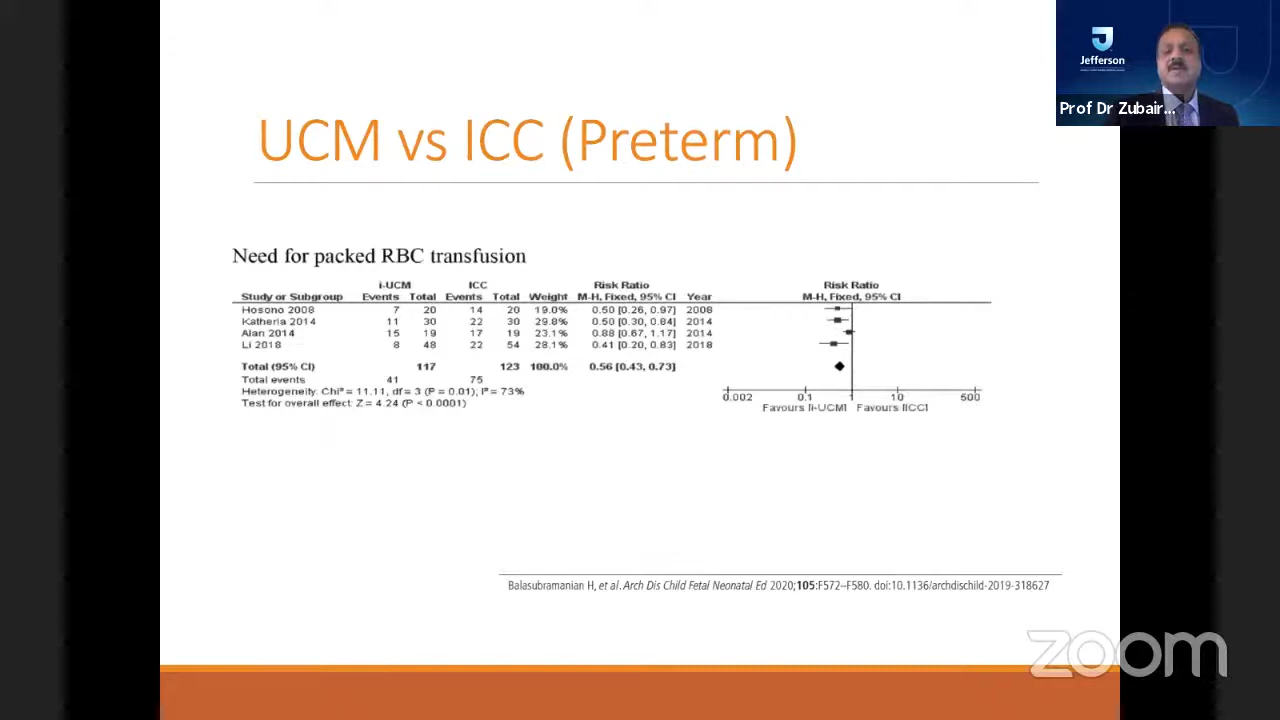 Jefferson
Prof Dr Zubair...
UCM vs ICC (Preterm)
Need for packed RBC transfusion
i-UCM ICC Risk Ratio Risk Ratio
Study or Subgroup Events Total Events Total Weight M-H, Fixed, 95% CI Year M-H, Fixed, 95% CI
Hosono 2008 7 20 14 20 19.0% 0.50 [0.26, 0.97] 2008
Katheria 2014 11 30 22 30 29.8% 0.50 [0.30, 0.84] 2014
Alan 2014 15 19 17 19 23.1% 0.88 [0.67, 1.17] 2014
Li 2018 8 48 22 54 28.1% 0.41 [0.20, 0.83] 2018
Total (95% CI) 117 123 100.0% 0.56 [0.43, 0.73]
Total events 41 75
Heterogeneity: Chi² = 11.11, df = 3 (P = 0.01); I² = 73%
Test for overall effect: Z = 4.24 (P < 0.0001)
0.002 0.1 1 10 500
Favours [i-UCM] Favours [ICC]
Balasubramanian H, et al. Arch Dis Child Fetal Neonatal Ed 2020;105:F572–F580. doi:10.1136/archdischild-2019-318627
zoom